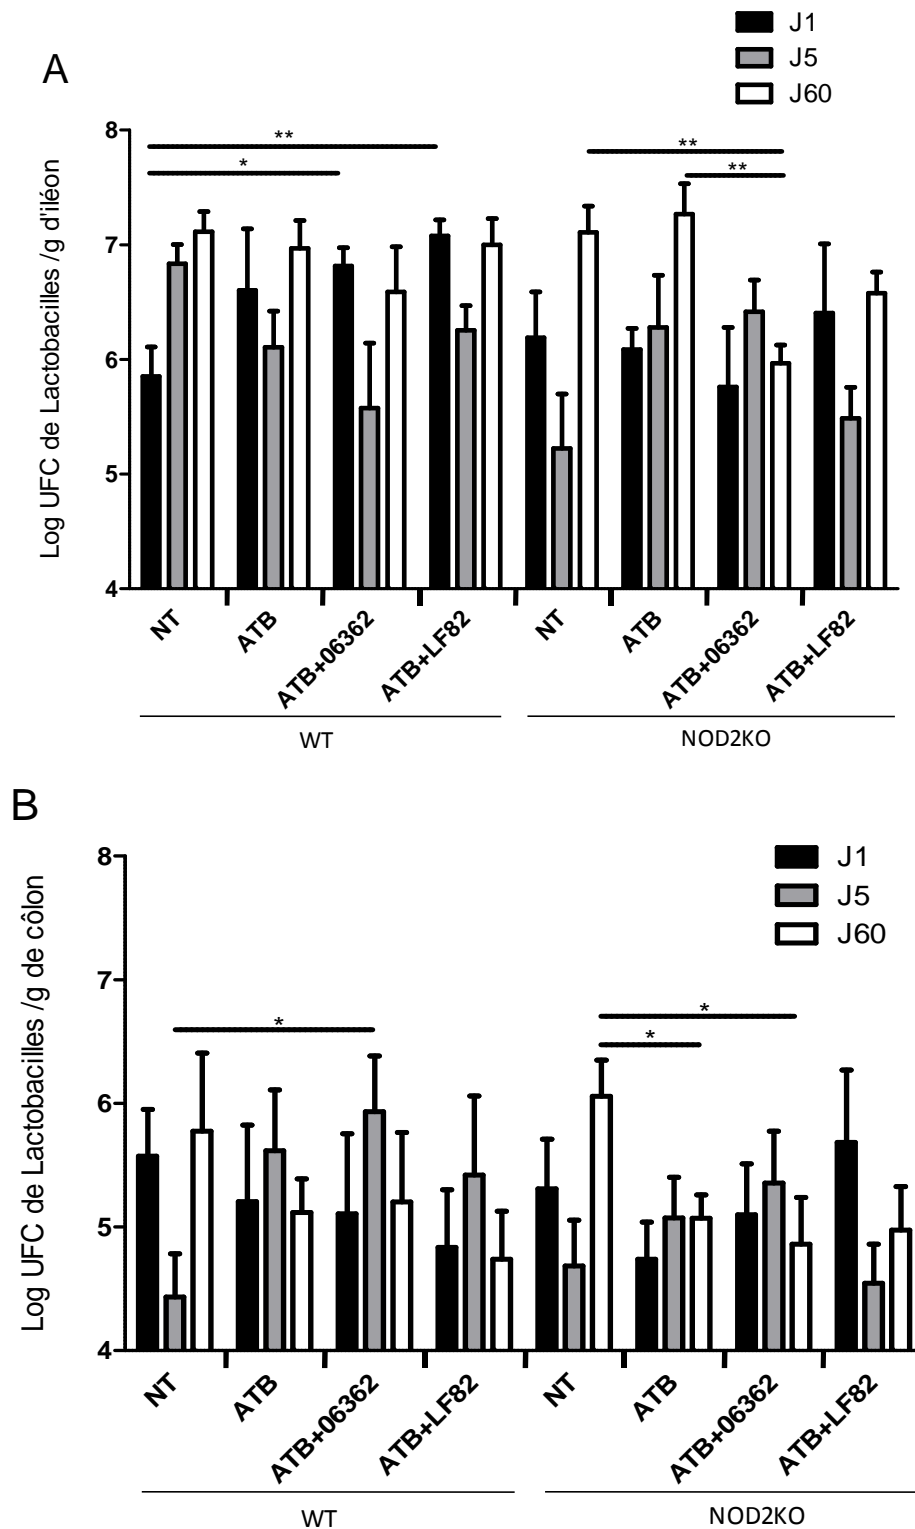 A
J1
J5
J60
Log UFC de Lactobacilles /g d'iléon
8
7
6
5
4
**
*
**
**
NT
ATB
ATB+06362
ATB+LF82
NT
ATB
ATB+06362
ATB+LF82
WT
NOD2KO
B
J1
J5
J60
Log UFC de Lactobacilles /g de côlon
8
7
6
5
4
*
*
*
NT
ATB
ATB+06362
ATB+LF82
NT
ATB
ATB+06362
ATB+LF82
WT
NOD2KO